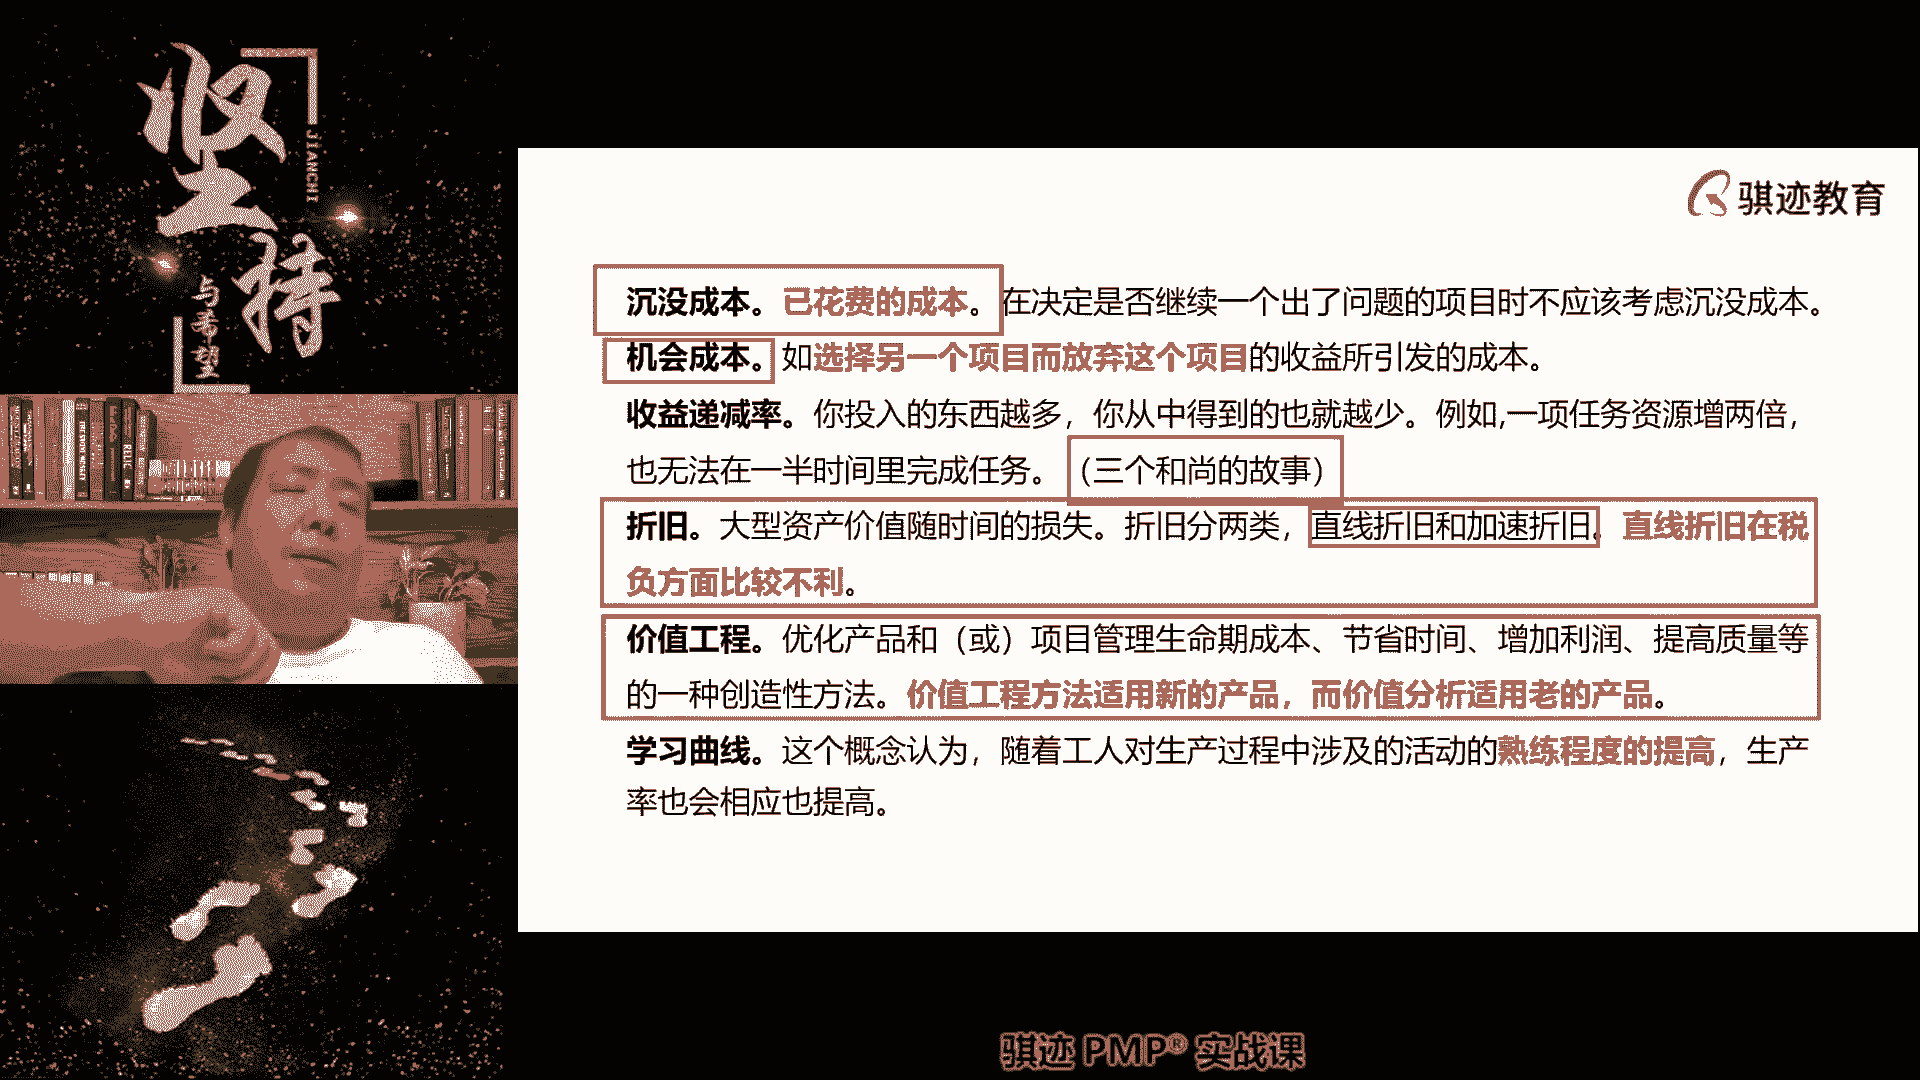 坚持
JIANCHI
与希望
骐迹教育
沉没成本。已花费的成本。在决定是否继续一个出了问题的项目时不应该考虑沉没成本。
机会成本。如选择另一个项目而放弃这个项目的收益所引发的成本。
收益递减率。你投入的东西越多，你从中得到的也就越少。例如,一项任务资源增两倍，
也无法在一半时间里完成任务。（三个和尚的故事）
折旧。大型资产价值随时间的损失。折旧分两类，直线折旧和加速折旧。直线折旧在税
负方面比较不利。
价值工程。优化产品和（或）项目管理生命期成本、节省时间、增加利润、提高质量等
的一种创造性方法。价值工程方法适用新的产品，而价值分析适用老的产品。
学习曲线。这个概念认为，随着工人对生产过程中涉及的活动的熟练程度的提高，生产
率也会相应也提高。
骐迹 PMP® 实战课